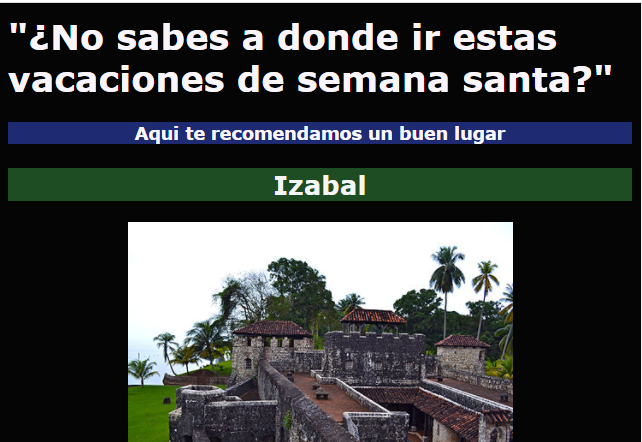 "¿No sabes a donde ir estas
vacaciones de semana santa?"
Aqui te recomendamos un buen lugar
Izabal